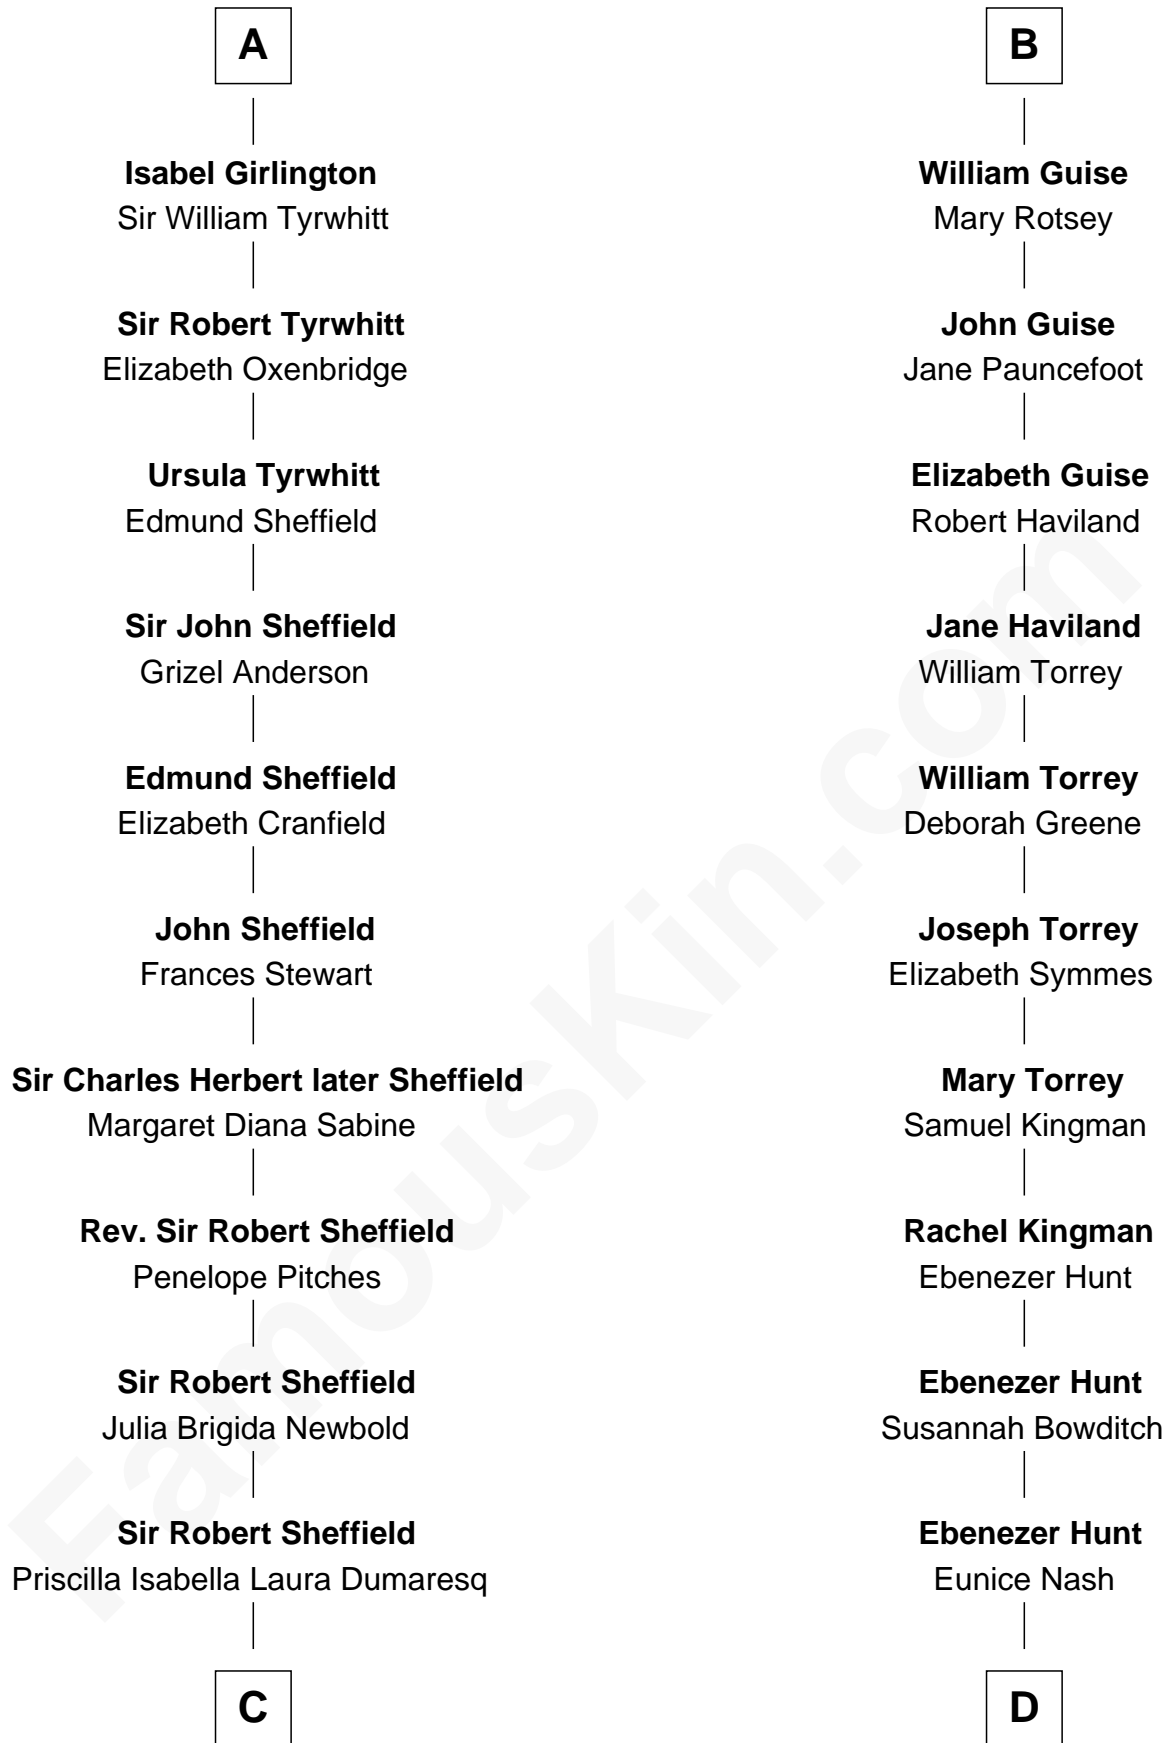 A
Isabel Girlington
Sir William Tyrwhitt
Sir Robert Tyrwhitt
Elizabeth Oxenbridge
Ursula Tyrwhitt
Edmund Sheffield
Sir John Sheffield
Grizel Anderson
Edmund Sheffield
Elizabeth Cranfield
John Sheffield
Frances Stewart
Sir Charles Herbert later Sheffield
Margaret Diana Sabine
Rev. Sir Robert Sheffield
Penelope Pitches
Sir Robert Sheffield
Julia Brigida Newbold
Sir Robert Sheffield
Priscilla Isabella Laura Dumaresq
C
B
William Guise
Mary Rotsey
John Guise
Jane Pauncefoot
Elizabeth Guise
Robert Haviland
Jane Haviland
William Torrey
William Torrey
Deborah Greene
Joseph Torrey
Elizabeth Symmes
Mary Torrey
Samuel Kingman
Rachel Kingman
Ebenezer Hunt
Ebenezer Hunt
Susannah Bowditch
Ebenezer Hunt
Eunice Nash
D
FamousKin.com